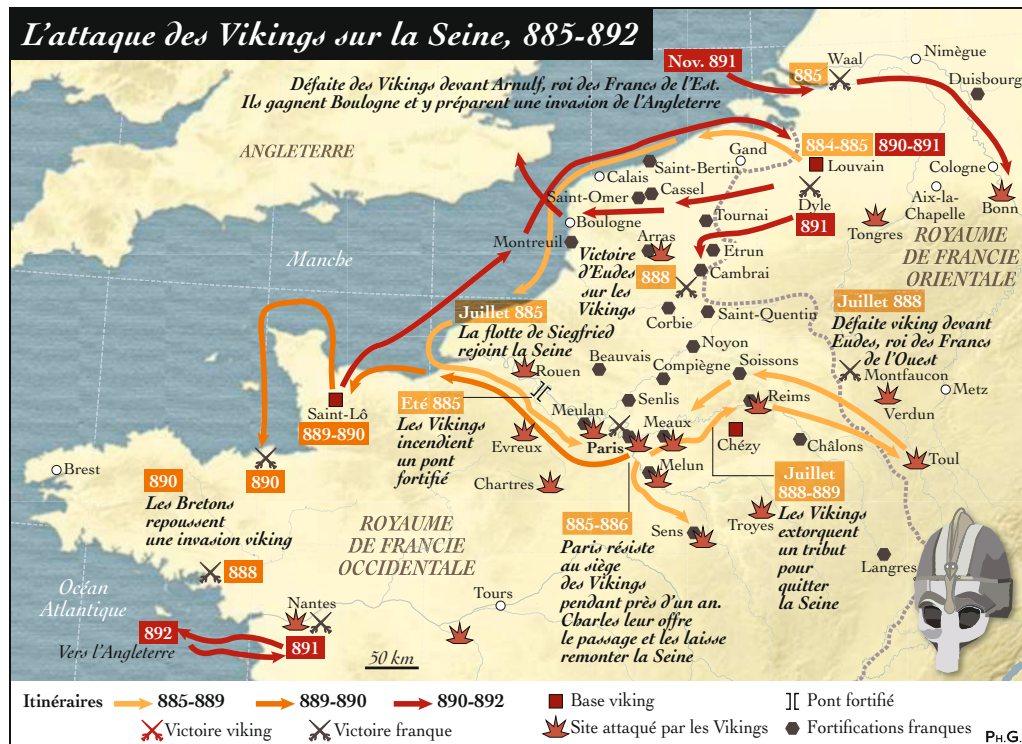 L'attaque des Vikings sur la Seine, 885-892
Nov. 891
Défaite des Vikings devant Arnulf, roi des Francs de l'Est.
Ils gagnent Boulogne et y préparent une invasion de l'Angleterre
885
Waal
Nimègue
Duisbourg
ANGLETERRE
884-885
890-891
Gand
Louvain
Cologne
Saint-Bertin
Calais
Cassel
Saint-Omer
Dyle
891
Aix-la-
Chapelle
Bonn
Boulogne
Tournai
Tongres
Montreuil
Arras
Etrun
ROYAUME
DE FRANCIE
ORIENTALE
Manche
Victoire
d'Eudes
sur les
Vikings
888
Cambrai
Juillet 885
La flotte de Siegfried
rejoint la Seine
Corbie
Saint-Quentin
Juillet 888
Défaite viking devant
Eudes, roi des Francs
de l'Ouest
Noyon
Beauvais
Compiègne
Soissons
Rouen
Montfaucon
Metz
Verdun
Saint-Lô
889-890
Eté 885
Les Vikings
incendient
un pont
fortifié
Senlis
Reims
Meulan
Meaux
Paris
Chézy
Châlons
Evreux
Melun
Toul
Brest
890
890
Les Bretons
repoussent
une invasion viking
Chartres
Juillet
888-889
Les Vikings
extorquent
un tribut
pour
quitter
la Seine
Troyes
885-886
Paris résiste
au siège
des Vikings
pendant près d'un an.
Charles leur offre
le passage et les laisse
remonter la Seine
Sens
ROYAUME
DE FRANCIE
OCCIDENTALE
Langres
888
Océan
Atlantique
Nantes
Tours
892
891
Vers l'Angleterre
50 km
Itinéraires
885-889
889-890
890-892
Base viking
Pont fortifié
Victoire viking
Victoire franque
Site attaqué par les Vikings
Fortifications franques
Ph.G.